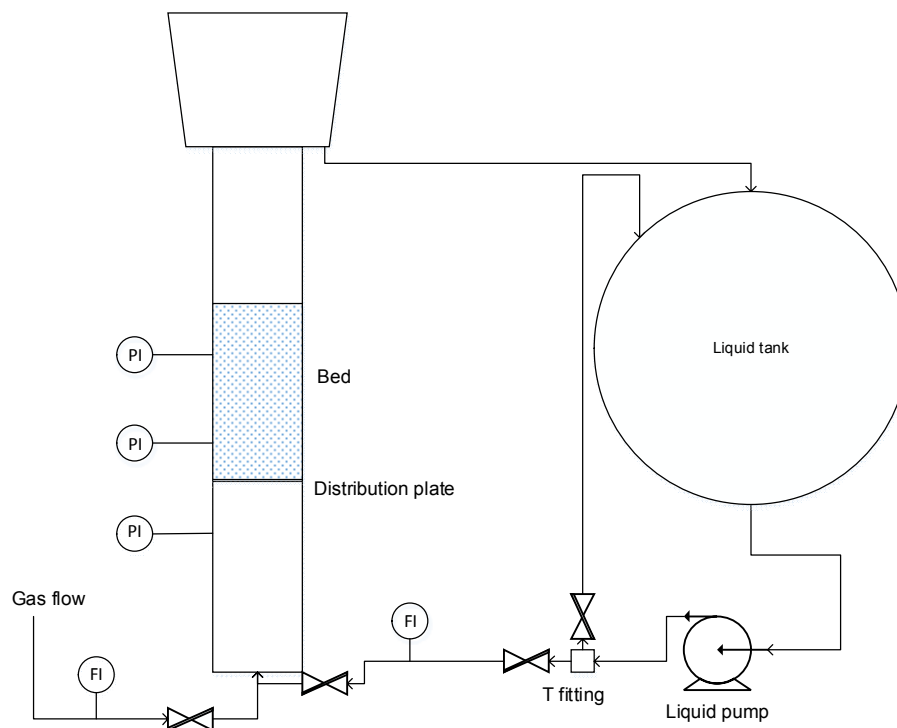 PI
Bed
Liquid tank
PI
Distribution plate
PI
Gas flow
FI
FI
T fitting
Liquid pump